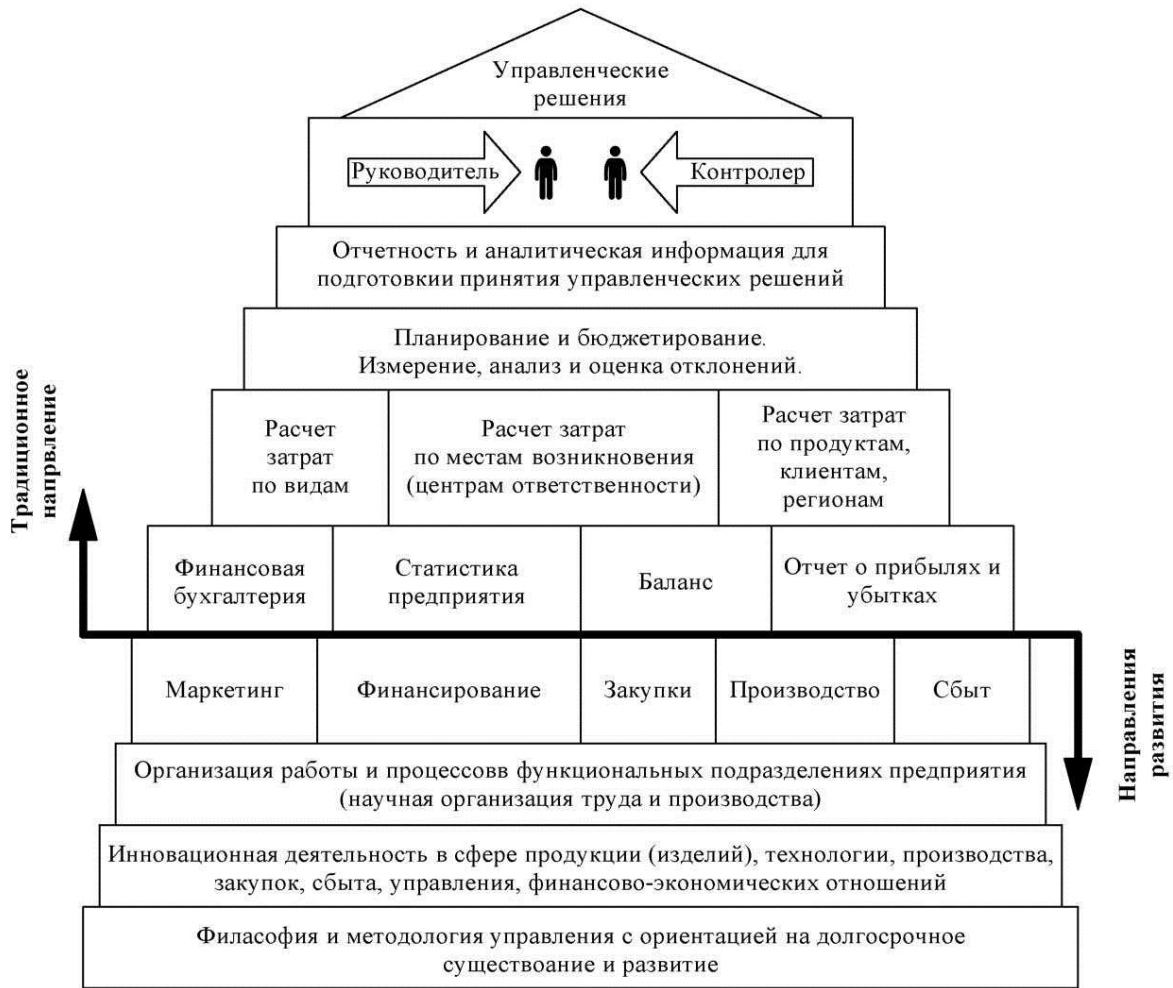 Управленческие
решения
Руководитель
Контролер
Отчетность и аналитическая информация для
подготовкии принятия управленческих решений
Планирование и бюджетирование.
Измерение, анализ и оценка отклонений.
Расчет
затрат
по видам
Расчет затрат
по местам возникновения
(центрам ответственности)
Расчет затрат
по продуктам,
клиентам,
регионам
Традиционное
напрвление
Финансовая
бухгалтерия
Статистика
предприятия
Баланс
Отчет о прибылях и
убытках
Маркетинг
Финансирование
Закупки
Производство
Сбыт
Направления
развития
Организация работы и процессовв функциональных подразделениях предприятия
(научная организация труда и производства)
Инновационная деятельность в сфере продукции (изделий), технологии, производства,
закупок, сбыта, управления, финансово-экономических отношений
Филасофия и методология управления с ориентацией на долгосрочное
существоание и развитие